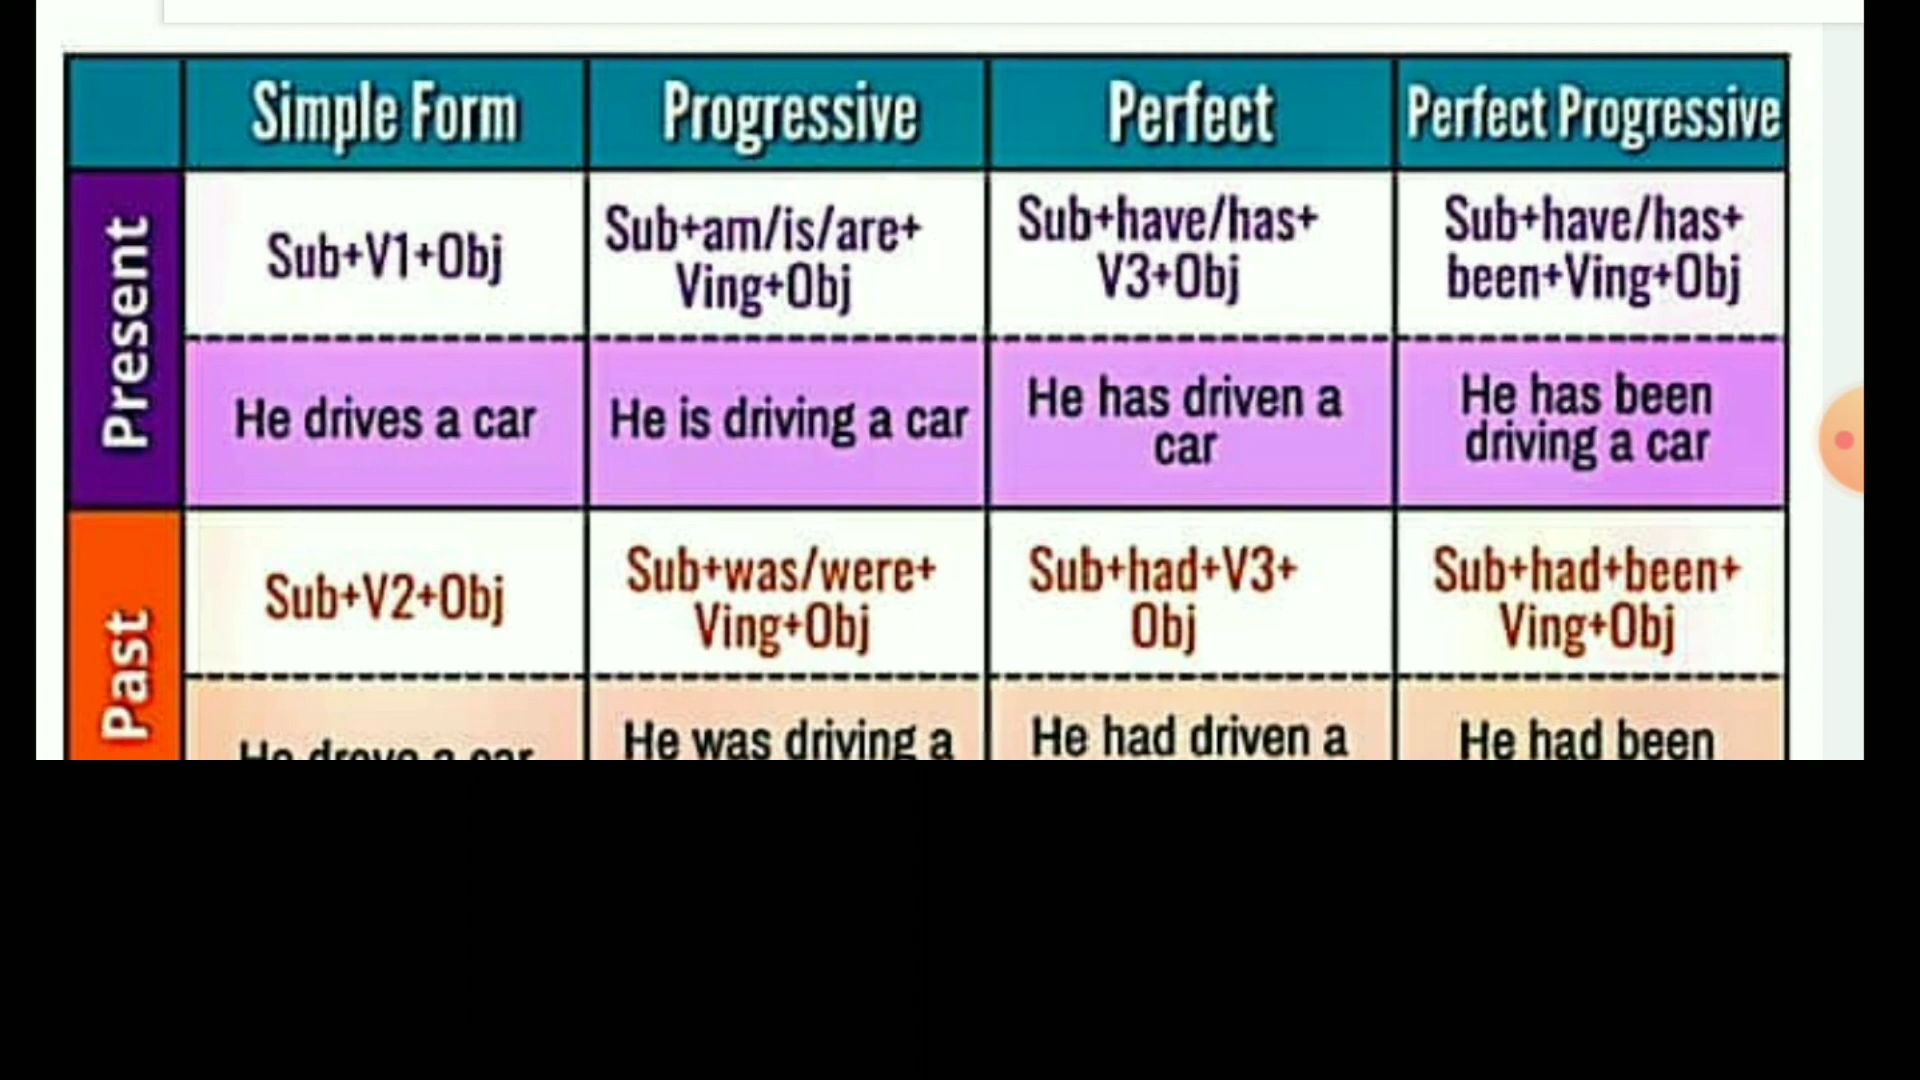 Simple Form
Progressive
Perfect
Perfect Progressive
Present
Sub+V1+Obj
Sub+am/is/are+
Ving+Obj
Sub+have/has+
V3+Obj
Sub+have/has+
been+Ving+Obj
He drives a car
He is driving a car
He has driven a
car
He has been
driving a car
Past
Sub+V2+Obj
Sub+was/were+
Ving+Obj
Sub+had+V3+
Obj
Sub+had+been+
Ving+Obj
He drove a car
He was driving a
He had driven a
He had been